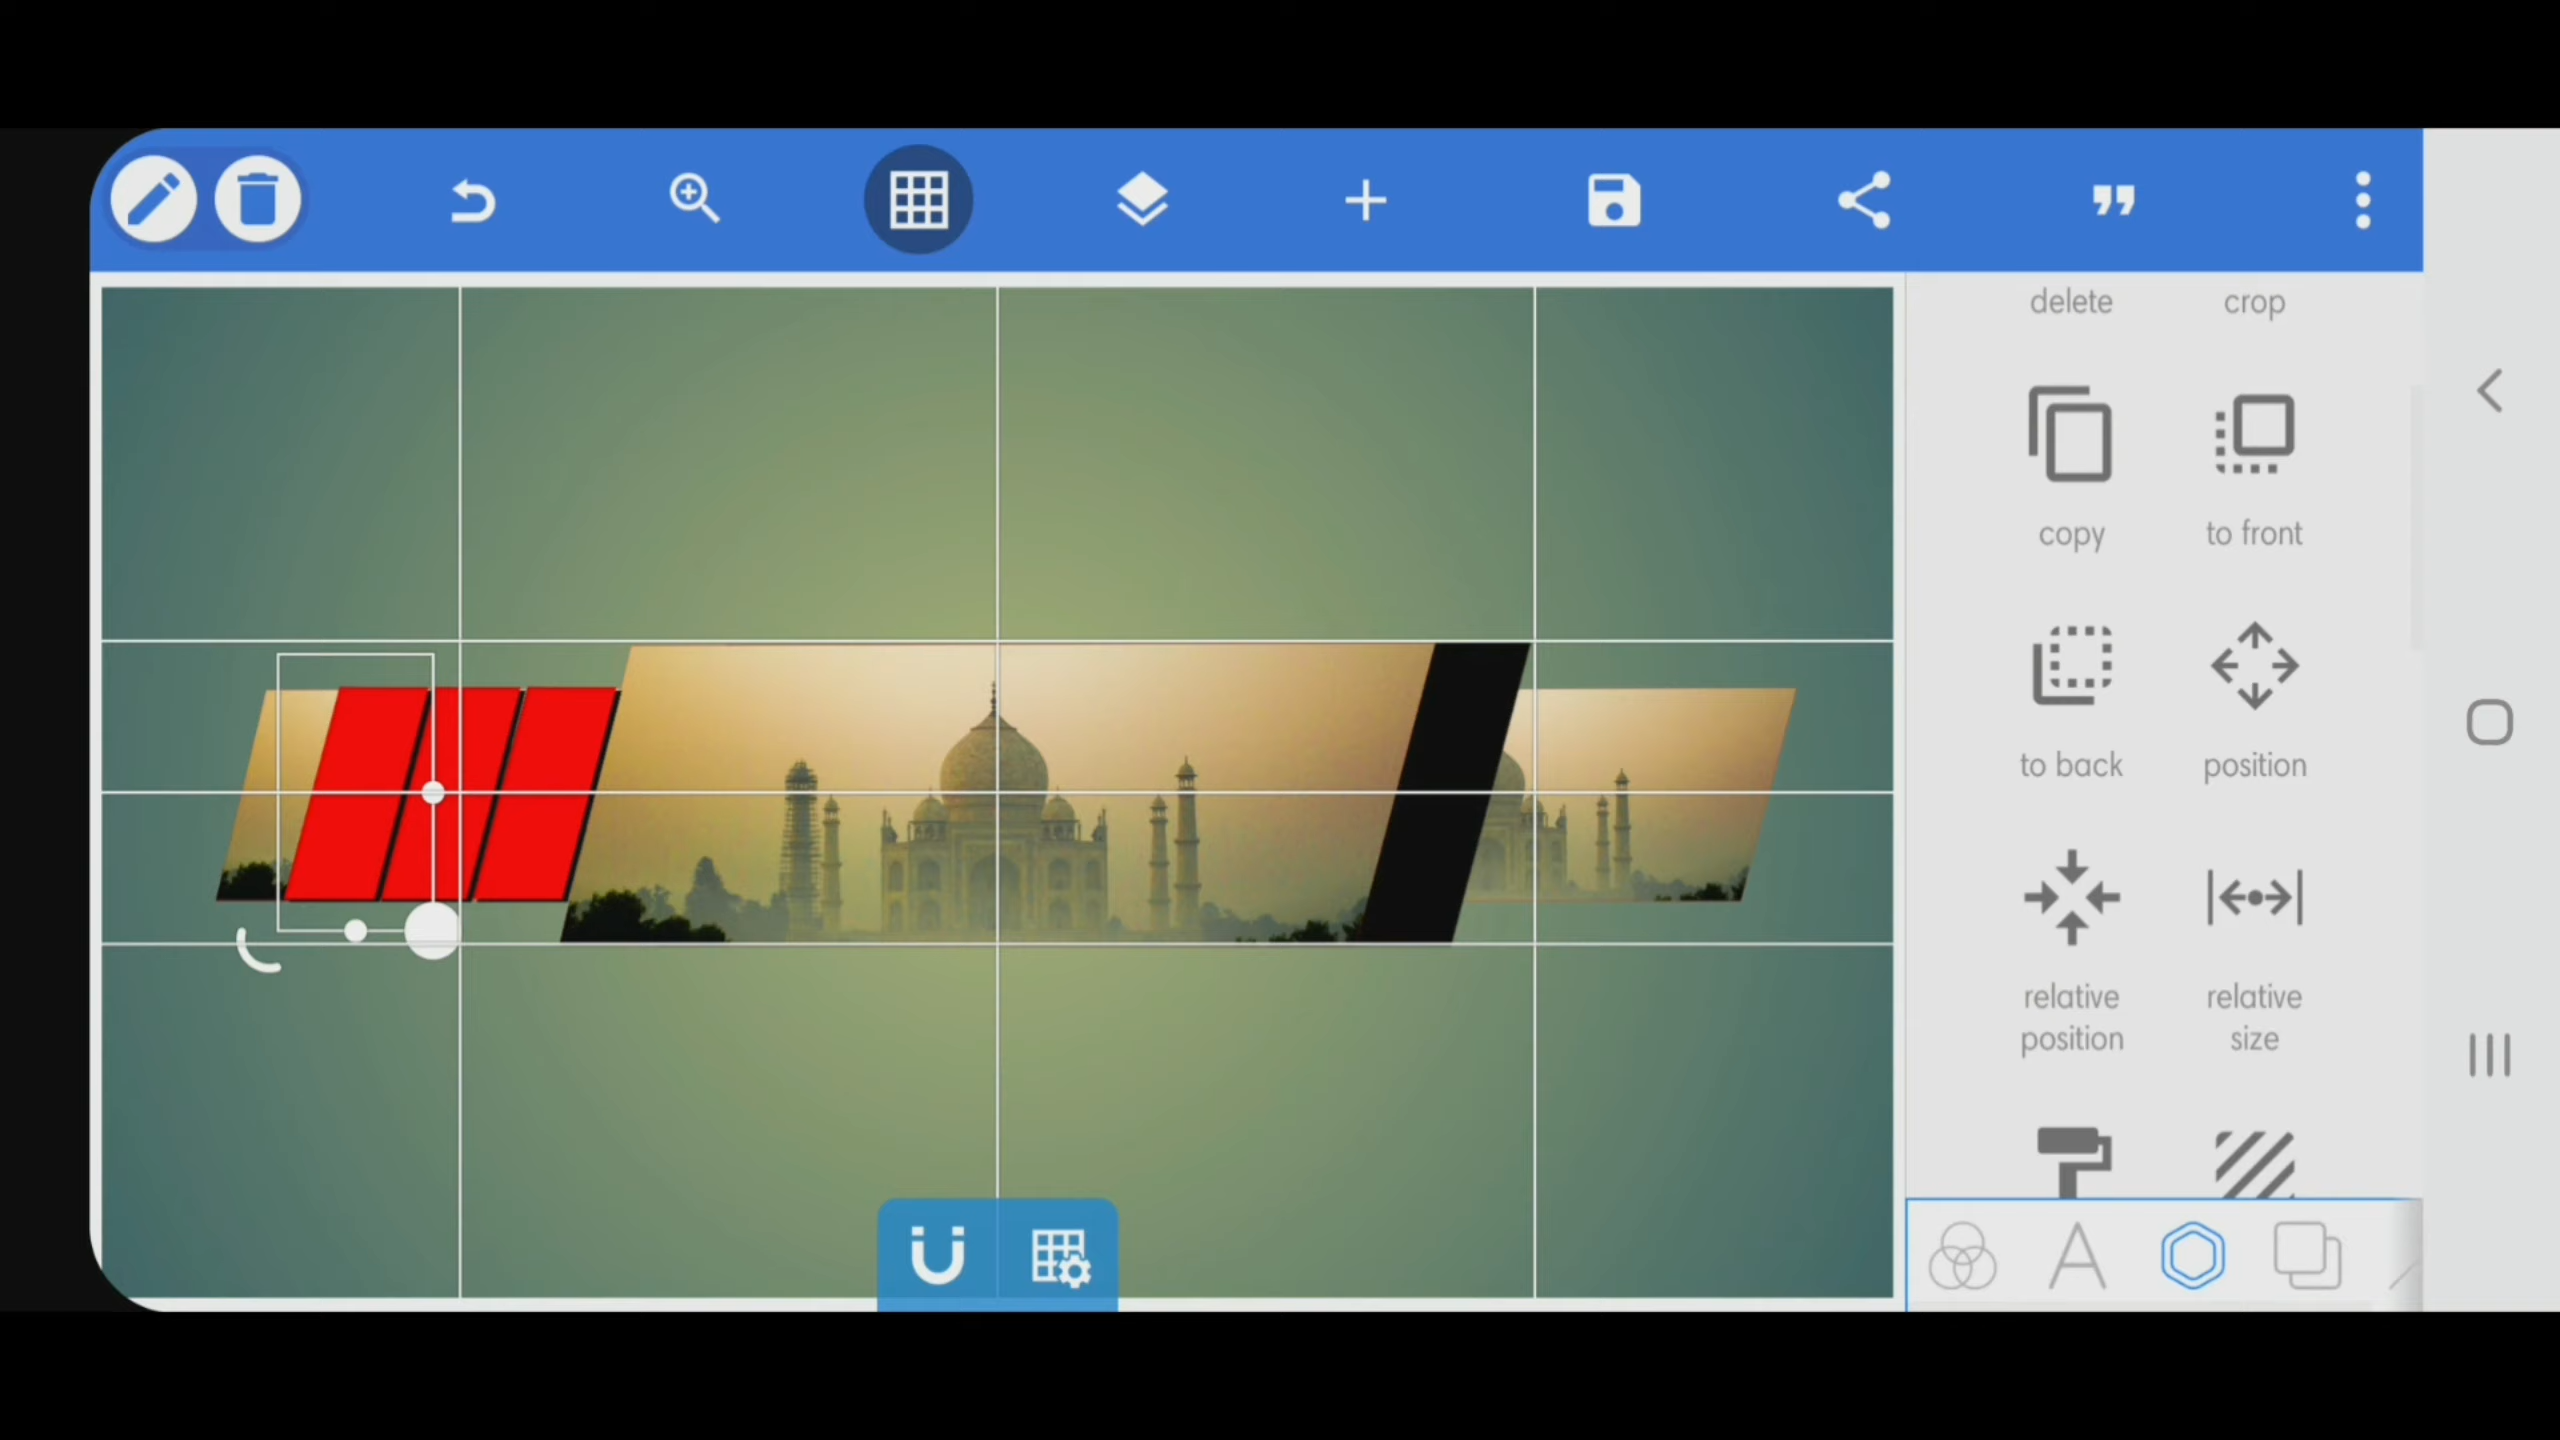 delete
crop
copy
to front
to back
position
relative
position
relative
size